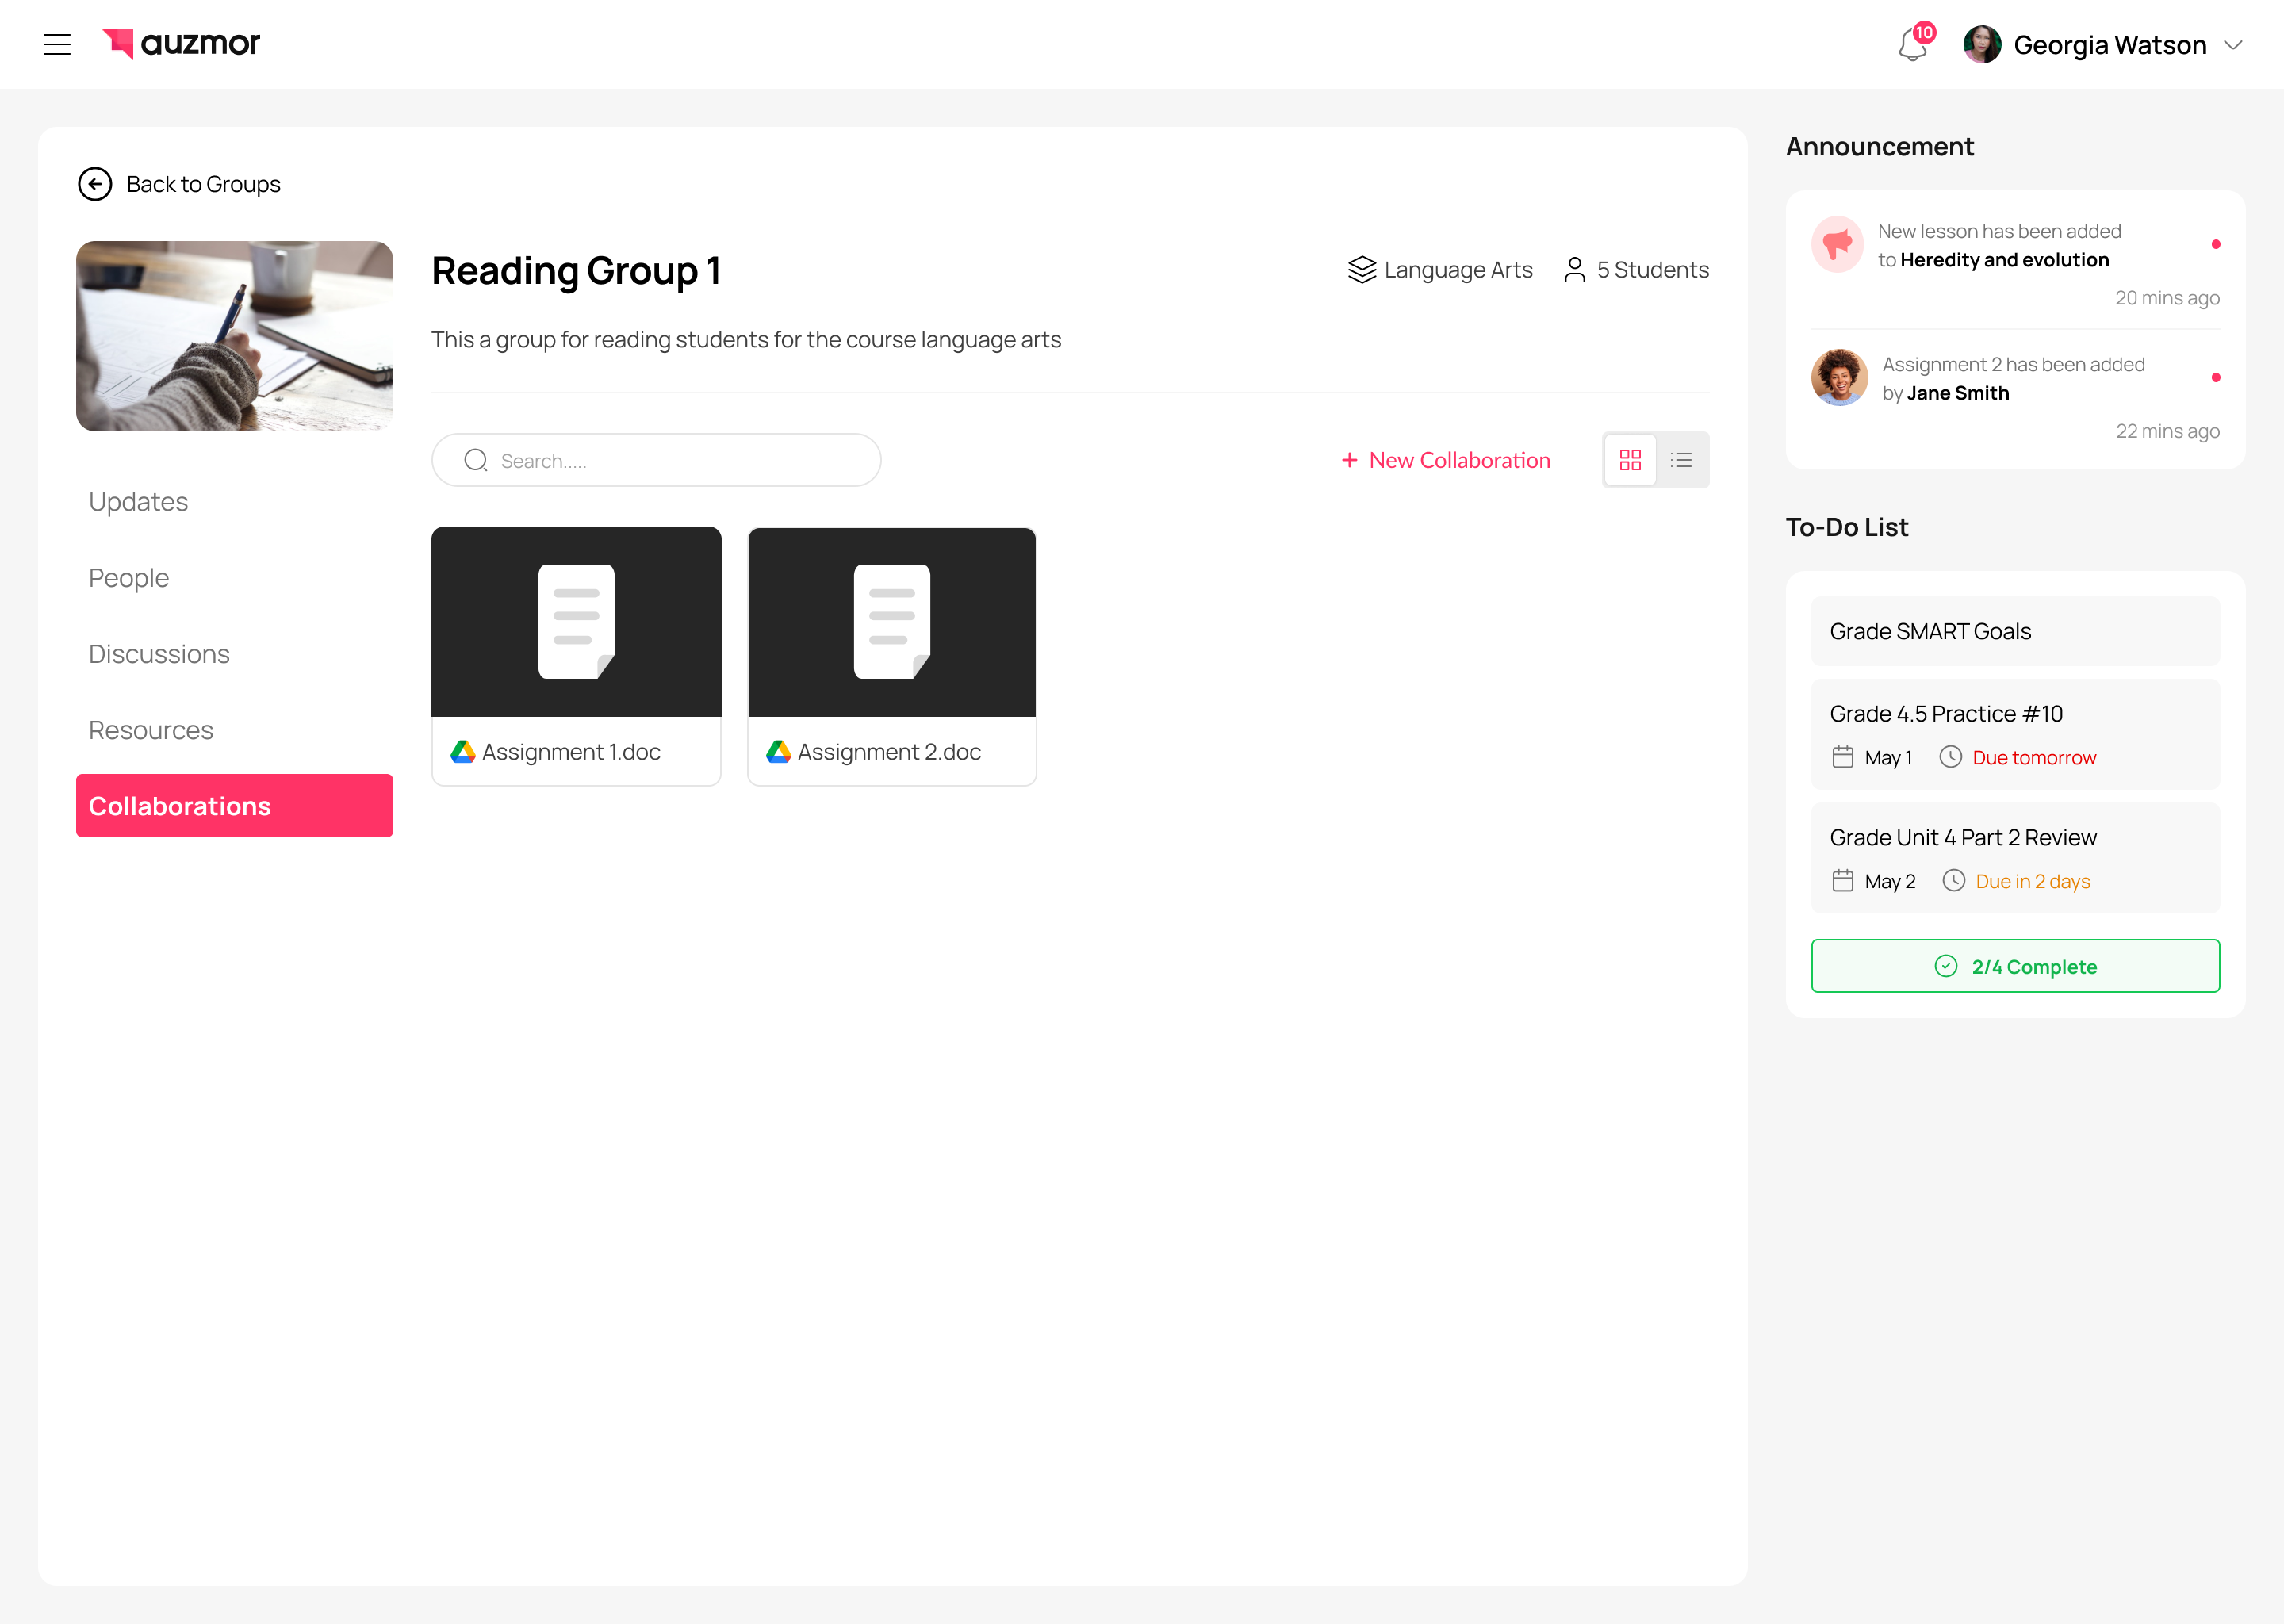 auzmor
10
Georgia Watson
Back to Groups
Reading Group 1
Language Arts
5 Students
This a group for reading students for the course language arts
Search.....
+ New Collaboration
Updates
People
Discussions
Resources
Collaborations
Assignment 1.doc
Assignment 2.doc
Announcement
New lesson has been added
to Heredity and evolution
20 mins ago
Assignment 2 has been added
by Jane Smith
22 mins ago
To-Do List
Grade SMART Goals
Grade 4.5 Practice #10
May 1
Due tomorrow
Grade Unit 4 Part 2 Review
May 2
Due in 2 days
2/4 Complete